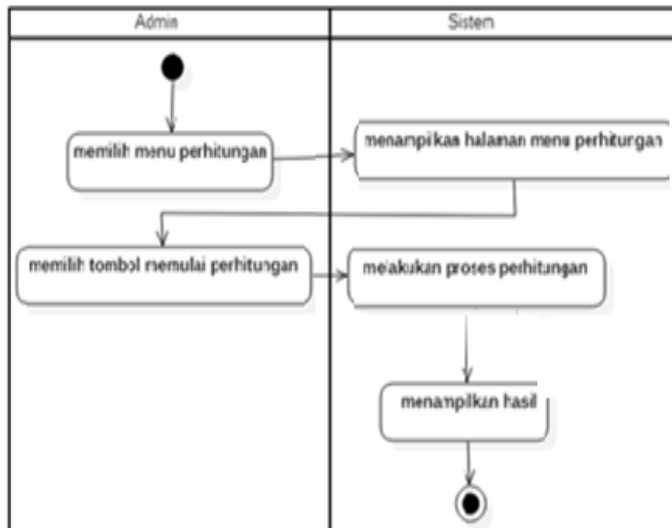 Admin
Sistem
memilih menu perhitungan
menampilkan halaman menu perhitungan
memilih tombol memulai perhitungan
melakukan proses perhitungan
menampilkan hasil